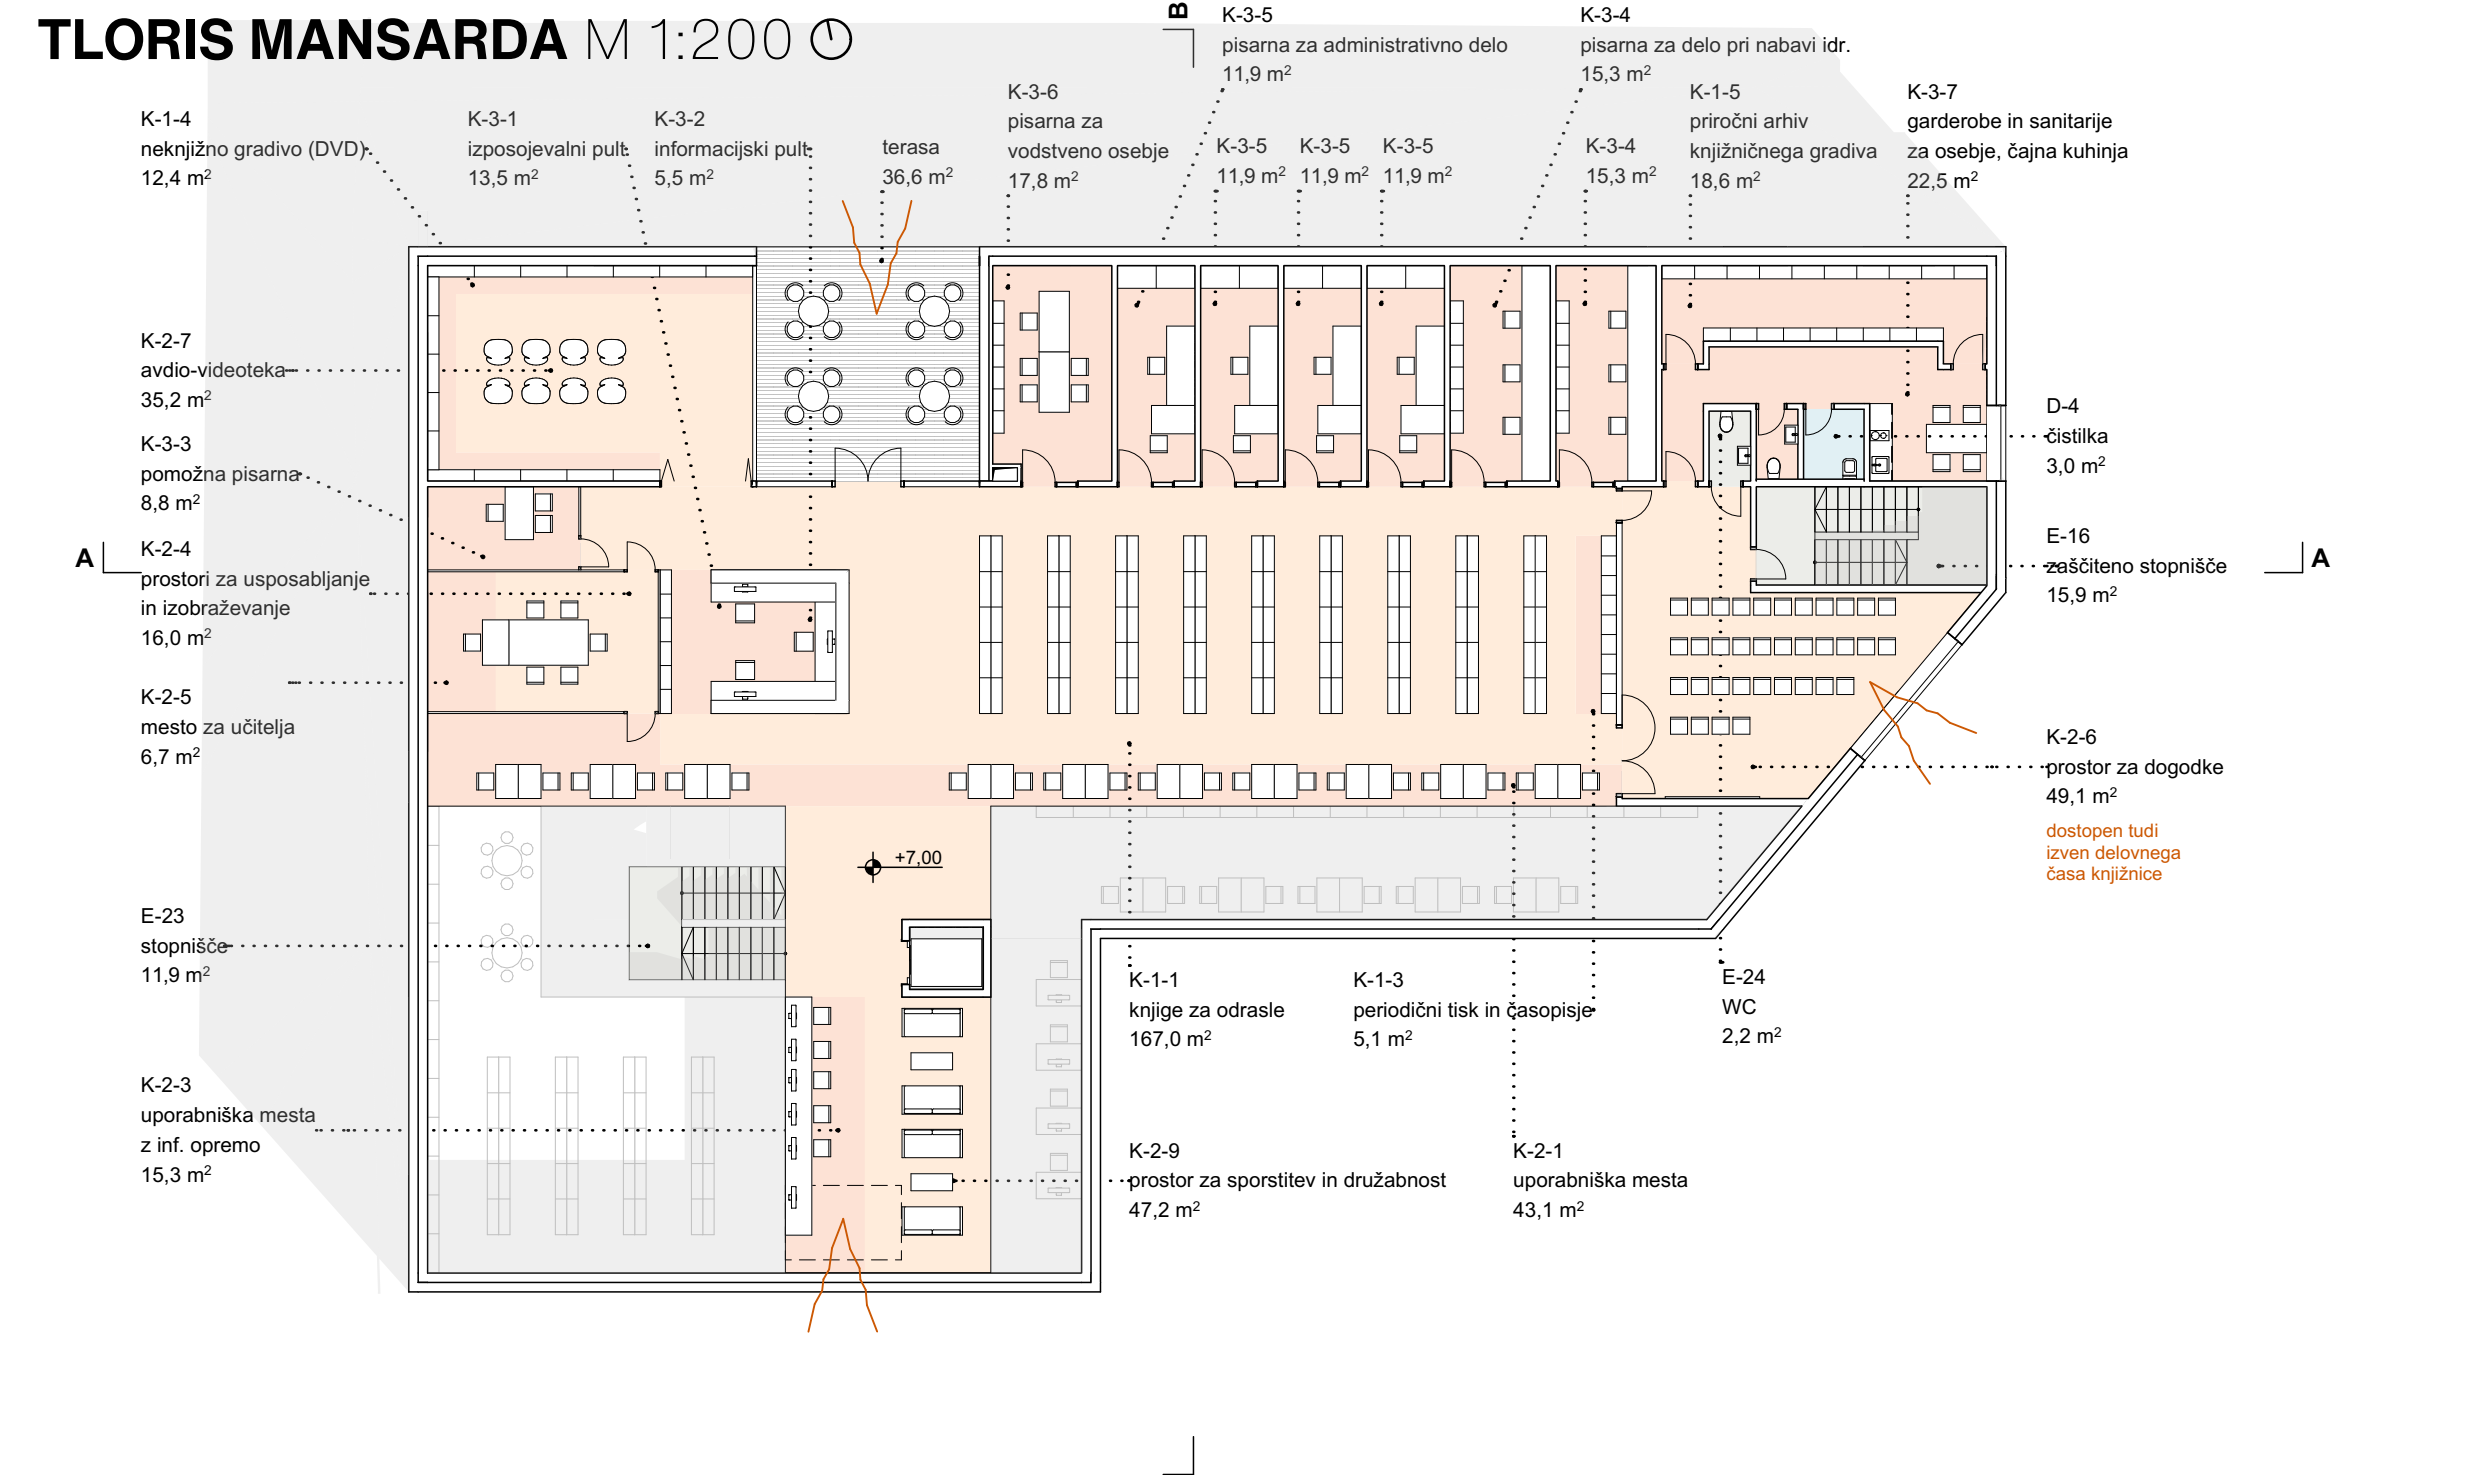 TLORIS MANSARDA M 1:200
B
K-3-5
pisarna za administrativno delo
11,9 m²
K-3-4
pisarna za delo pri nabavi idr.
15,3 m²
K-1-4
neknjižno gradivo (DVD)
12,4 m²
K-3-1
izposojevalni pult
13,5 m²
K-3-2
informacijski pult
5,5 m²
terasa
36,6 m²
K-3-6
pisarna za
vodstveno osebje
17,8 m²
K-3-5
11,9 m²
K-3-5
11,9 m²
K-3-5
11,9 m²
K-3-4
15,3 m²
K-1-5
priročni arhiv
knjižničnega gradiva
18,6 m²
K-3-7
garderobe in sanitarije
za osebje, čajna kuhinja
22,5 m²
K-2-7
avdio-videoteka
35,2 m²
K-3-3
pomožna pisarna
8,8 m²
A
K-2-4
prostori za usposabljanje
in izobraževanje
16,0 m²
K-2-5
mesto za učitelja
6,7 m²
D-4
čistilka
3,0 m²
E-16
zaščiteno stopnišče
15,9 m²
A
K-2-6
prostor za dogodke
49,1 m²
dostopen tudi
izven delovnega
časa knjižnice
+7,00
E-23
stopnišče
11,9 m²
K-2-3
uporabniška mesta
z inf. opremo
15,3 m²
K-1-1
knjige za odrasle
167,0 m²
K-1-3
periodični tisk in časopisje
5,1 m²
E-24
WC
2,2 m²
K-2-9
prostor za sporstitev in družabnost
47,2 m²
K-2-1
uporabniška mesta
43,1 m²